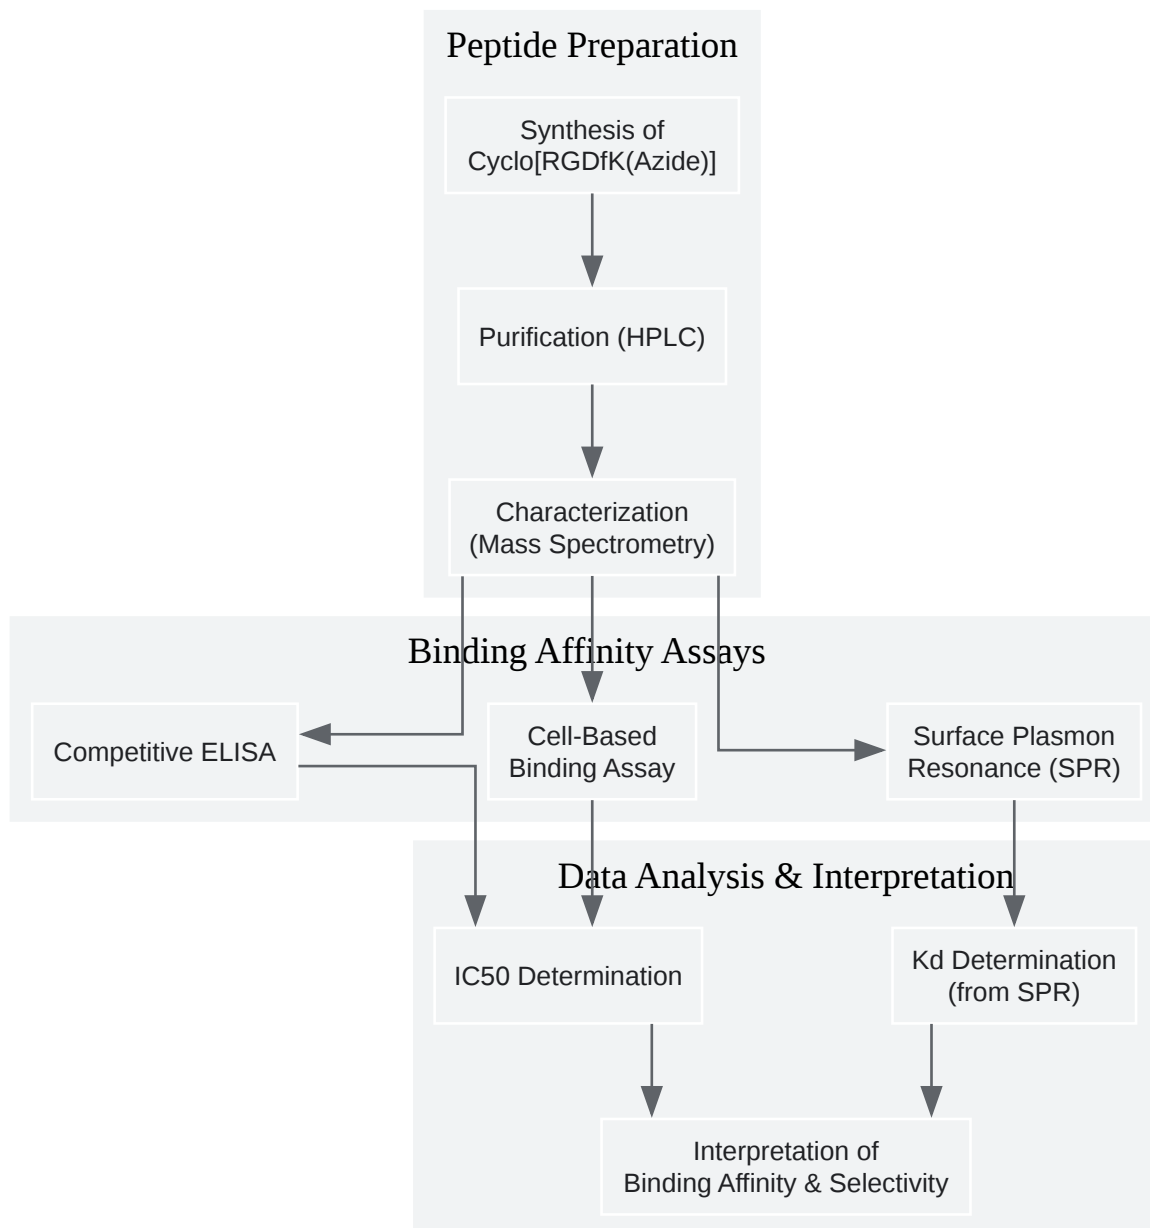 Peptide Preparation
Synthesis of
Cyclo[RGDfK(Azide)]
Purification (HPLC)
Characterization
(Mass Spectrometry)
Binding Affinity Assays
Competitive ELISA
Cell-Based
Binding Assay
Surface Plasmon
Resonance (SPR)
Data Analysis & Interpretation
IC50 Determination
Kd Determination
(from SPR)
Interpretation of
Binding Affinity & Selectivity